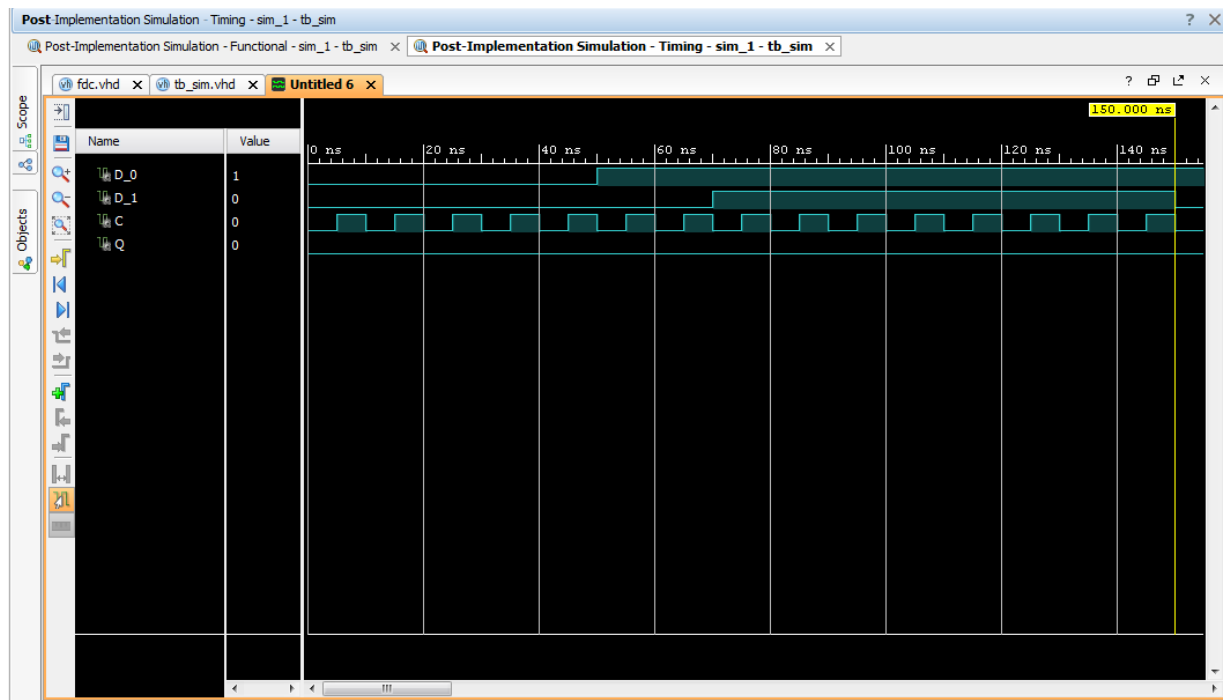 Post-Implementation Simulation - Timing - sim_1 - tb_sim
? ×
Post-Implementation Simulation - Functional - sim_1 - tb_sim × Post-Implementation Simulation - Timing - sim_1 - tb_sim ×
Scope
Objects
fdc.vhd × tb_sim.vhd × Untitled 6 ×
?
150.000 ns
Name Value
0 ns 20 ns 40 ns 60 ns 80 ns 100 ns 120 ns 140 ns
D_0 1
D_1 0
C 0
Q 0